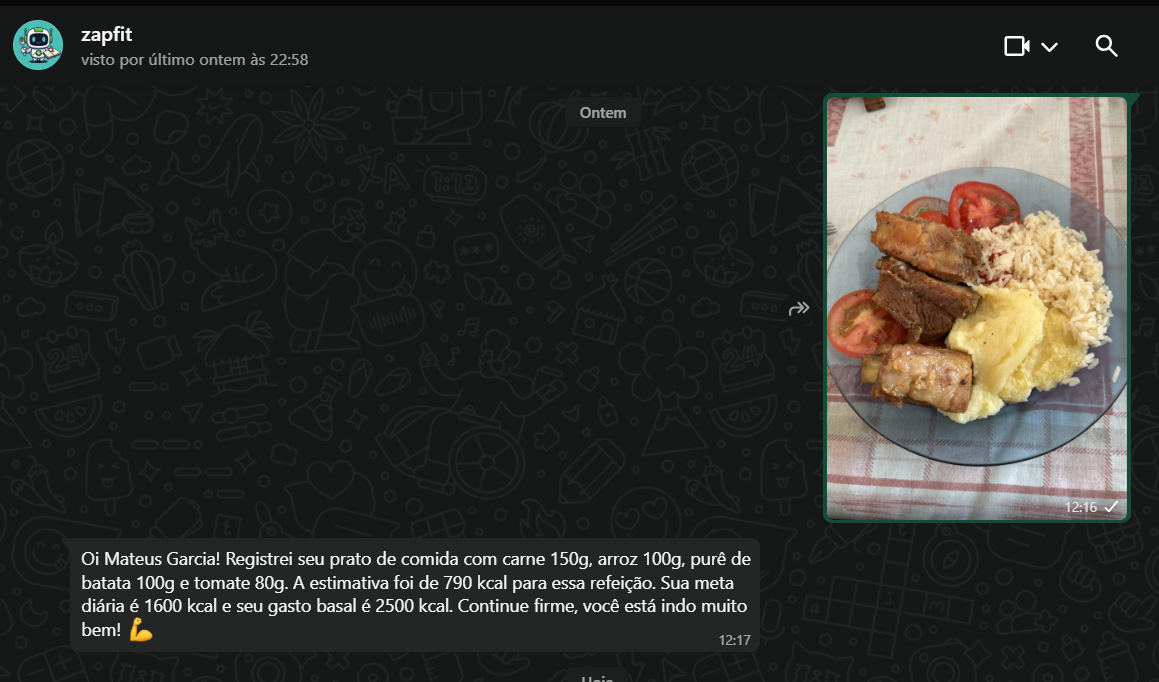 zapfit
visto por último ontem às 22:58
Ontem
12:16
Oi Mateus Garcia! Registrei seu prato de comida com carne 150g, arroz 100g, purê de
batata 100g e tomate 80g. A estimativa foi de 790 kcal para essa refeição. Sua meta
diária é 1600 kcal e seu gasto basal é 2500 kcal. Continue firme, você está indo muito
bem! 💪
12:17
Hoje